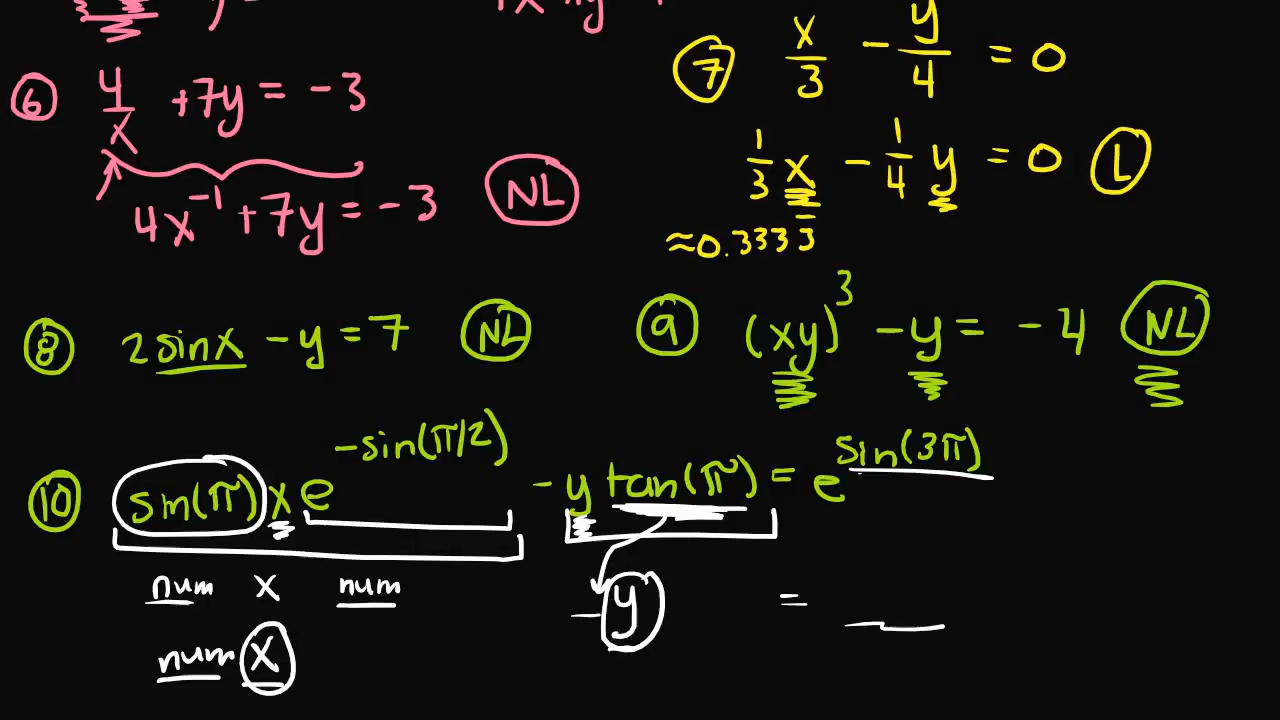 ⑥ 4/x + 7y = -3
4x⁻¹ + 7y = -3 NL
⑦ x/3 - y/4 = 0
1/3 x - 1/4 y = 0 L
≈0.3333
⑧ 2sinx - y = 7 NL
⑨ (xy)³ - y = -4 NL
⑩ sin(π) x e^(-sin(π/2)) - y tan(π) = e^(sin(3π))
num x num - y =
num x